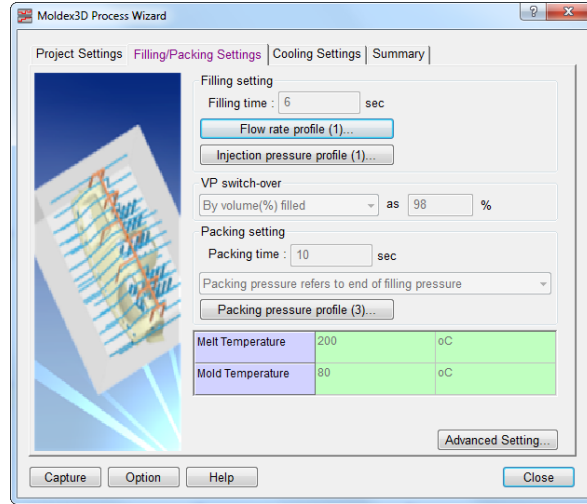 Moldex3D Process Wizard
Project Settings Filling/Packing Settings Cooling Settings Summary
Filling setting
Filling time : 6 sec
Flow rate profile (1)...
Injection pressure profile (1)...
VP switch-over
By volume(%) filled as 98 %
Packing setting
Packing time : 10 sec
Packing pressure refers to end of filling pressure
Packing pressure profile (3)...
Melt Temperature 200 oC
Mold Temperature 80 oC
Advanced Setting...
Capture Option Help Close